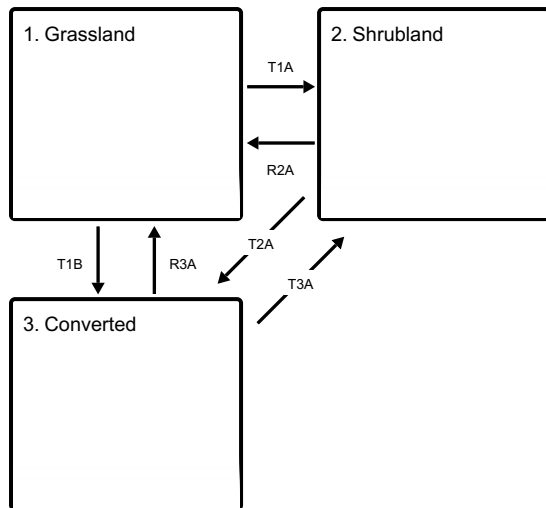 1. Grassland
2. Shrubland
T1A
R2A
T1B
R3A
T2A
T3A
3. Converted